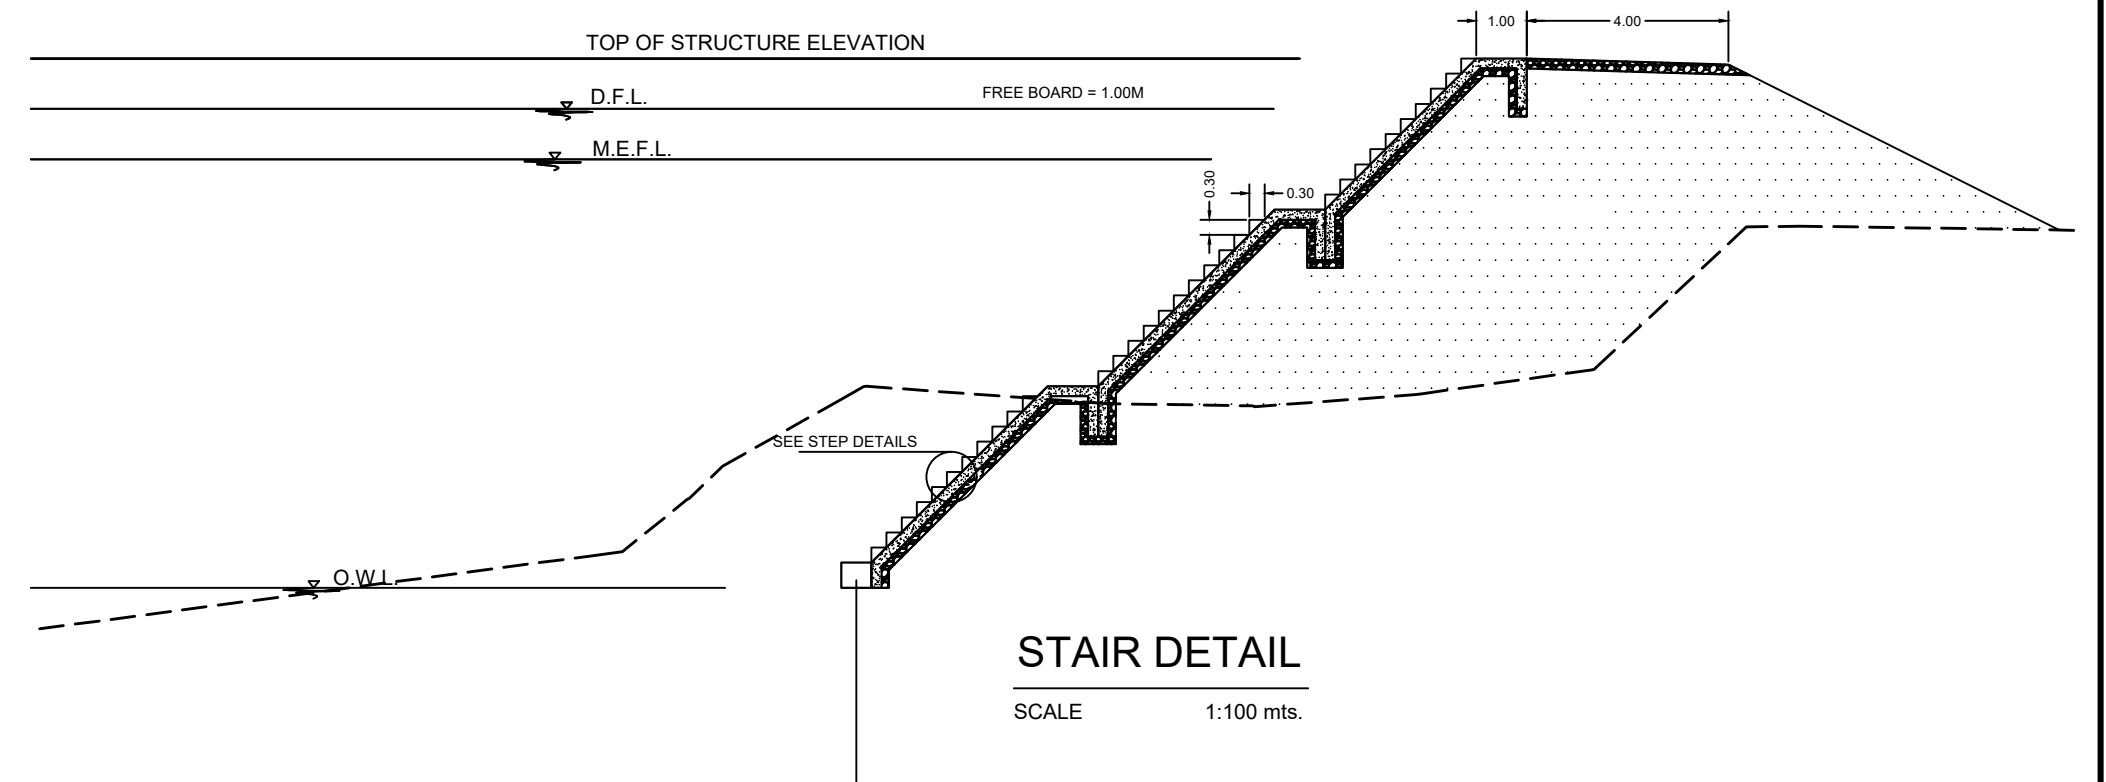 1.00
4.00
TOP OF STRUCTURE ELEVATION
D.F.L.
FREE BOARD = 1.00M
M.E.F.L.
0.30
0.30
SEE STEP DETAILS
O.W.L.
STAIR DETAIL
SCALE 1:100 mts.